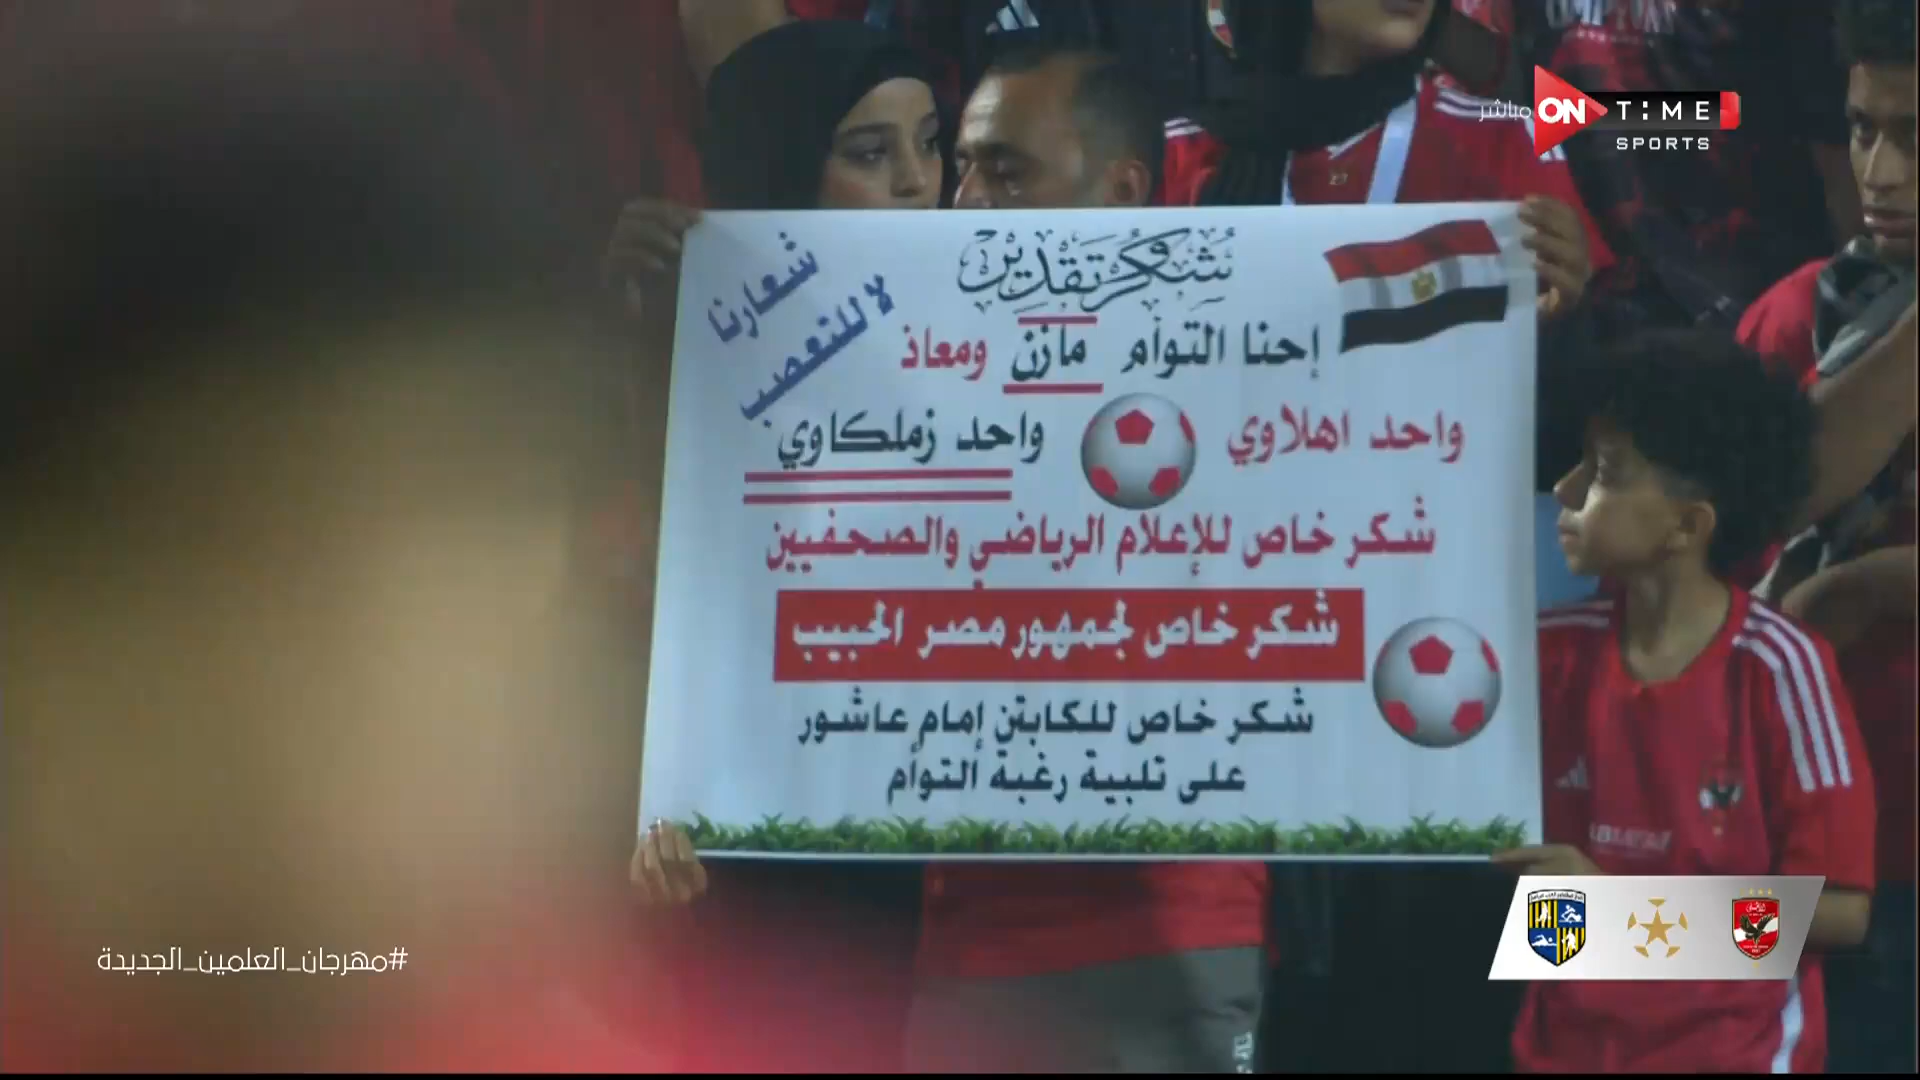 مباشر ON TIME
SPORTS
شكر وتقدير
شعارنا
لا للتعصب
إحنا التوأم مازن ومعاذ
واحد اهلاوي
واحد زملكاوي
شكر خاص للإعلام الرياضي والصحفيين
شكر خاص لجمهور مصر الحبيب
شكر خاص للكابتن إمام عاشور
على تلبية رغبة التوأم
#مهرجان_العلمين_الجديدة